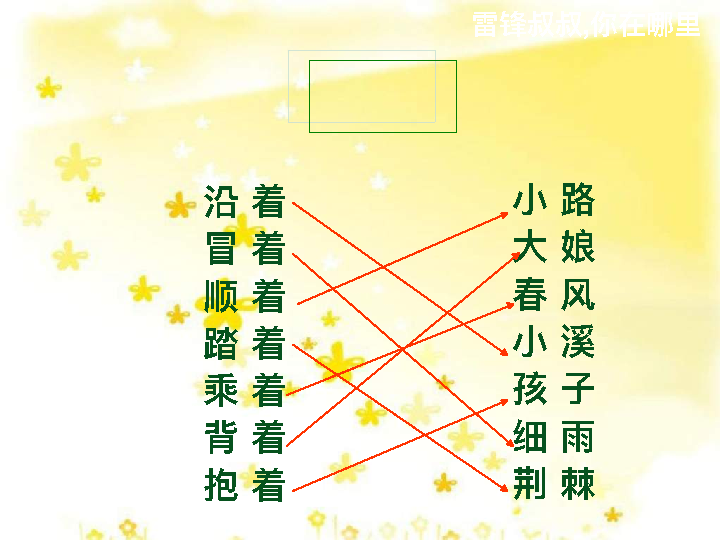 雷锋叔叔,你在哪里
沿着 小路
冒着 大娘
顺着 春风
踏着 小溪
乘着 孩子
背着 细雨
抱着 荆棘